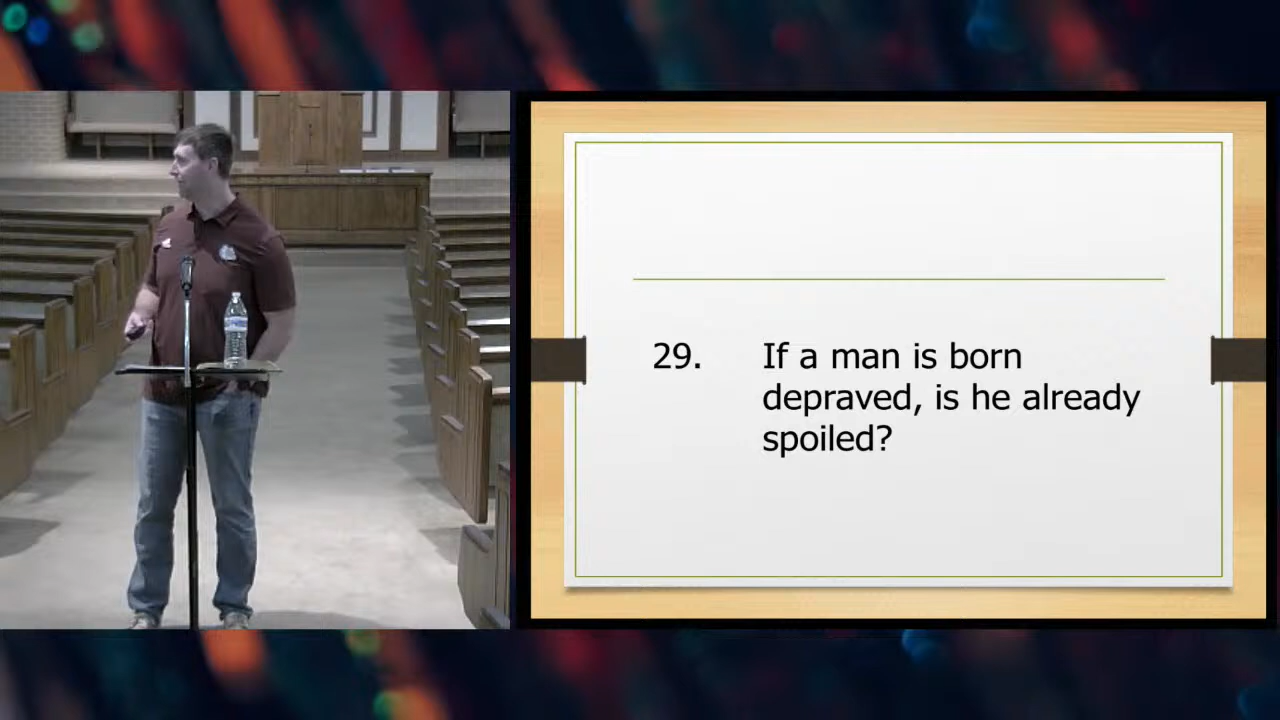 29. If a man is born
depraved, is he already
spoiled?